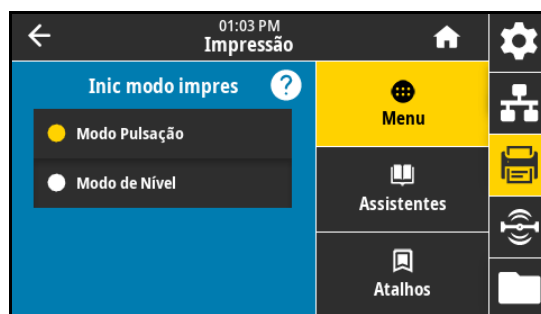 01:03 PM
Impressão
Inic modo impres
?
Modo Pulsação
Modo de Nível
Menu
Assistentes
Atalhos